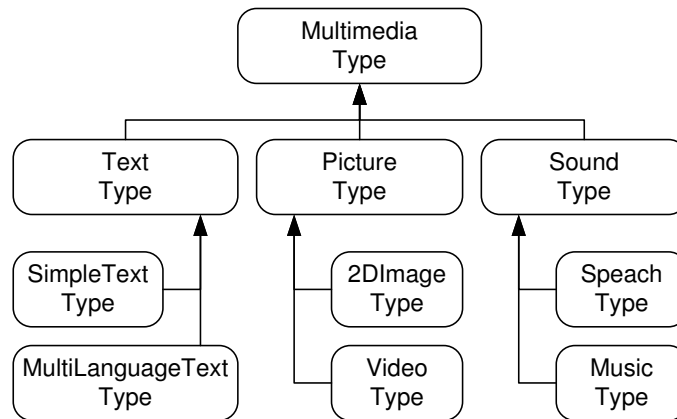 Multimedia
Type
Text
Type
Picture
Type
Sound
Type
SimpleText
Type
2DImage
Type
Speach
Type
MultiLanguageText
Type
Video
Type
Music
Type